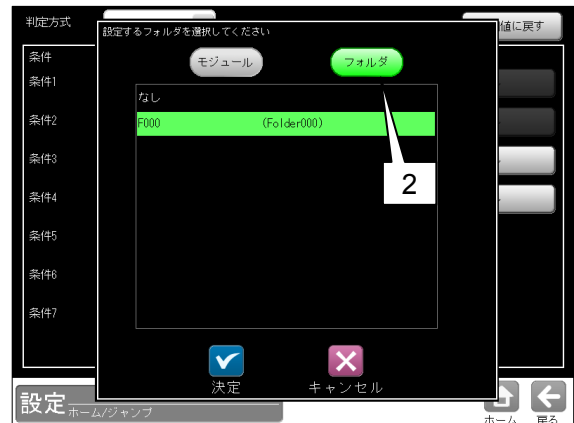 判定方式
値に戻す
設定するフォルダを選択してください
モジュール
フォルダ
条件
条件1
条件2
条件3
条件4
条件5
条件6
条件7
なし
F000 (Folder000)
2
決定
キャンセル
設定 ホーム/ジャンプ
ホーム
戻る